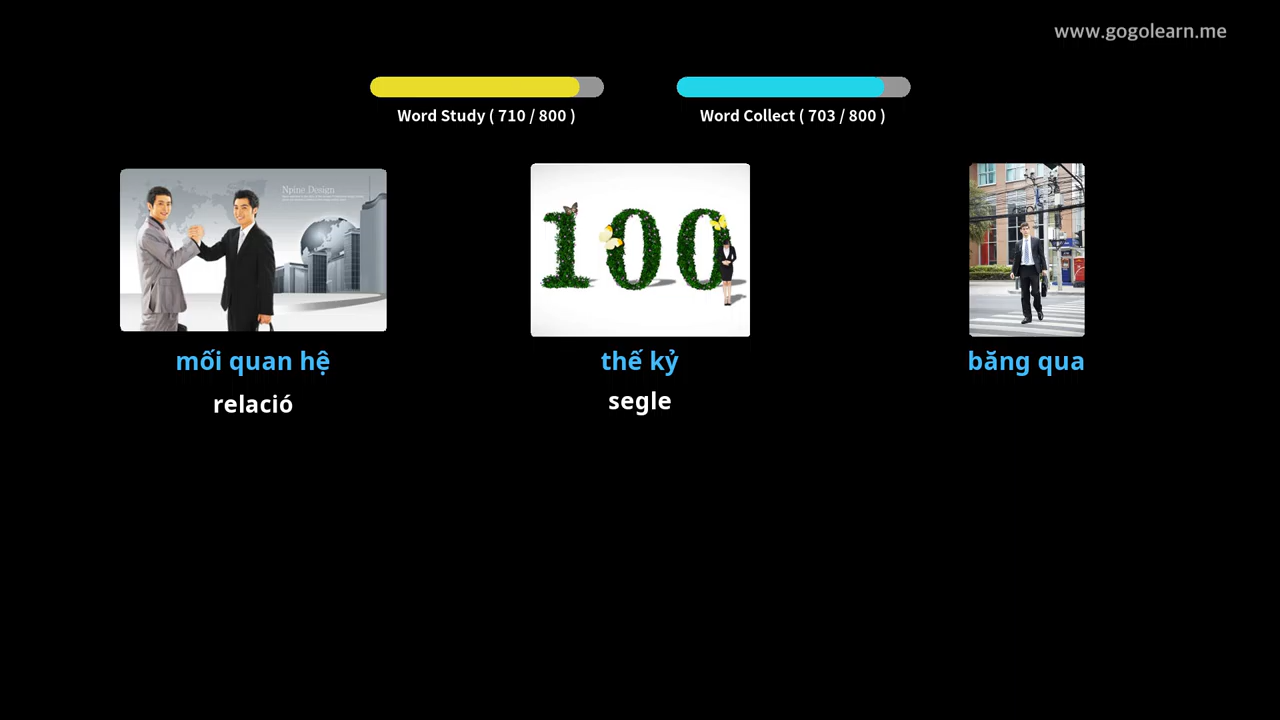 www.gogolearn.me
Word Study ( 710 / 800 )
Word Collect ( 703 / 800 )
Npine Design
mối quan hệ
thế kỷ
băng qua
relació
segle